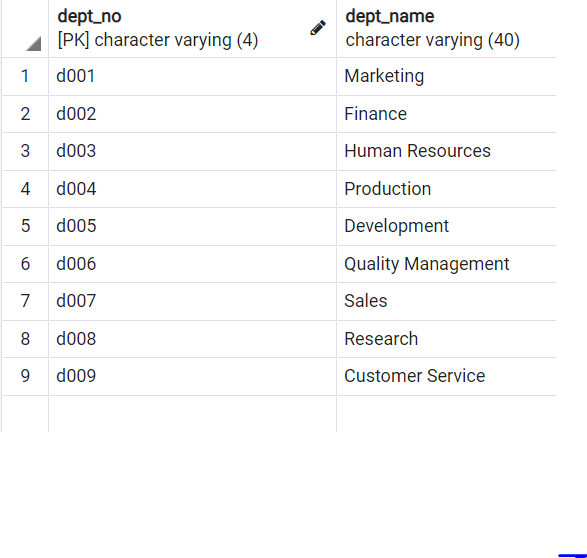 dept_no dept_name
[PK] character varying (4) character varying (40)
1 d001 Marketing
2 d002 Finance
3 d003 Human Resources
4 d004 Production
5 d005 Development
6 d006 Quality Management
7 d007 Sales
8 d008 Research
9 d009 Customer Service